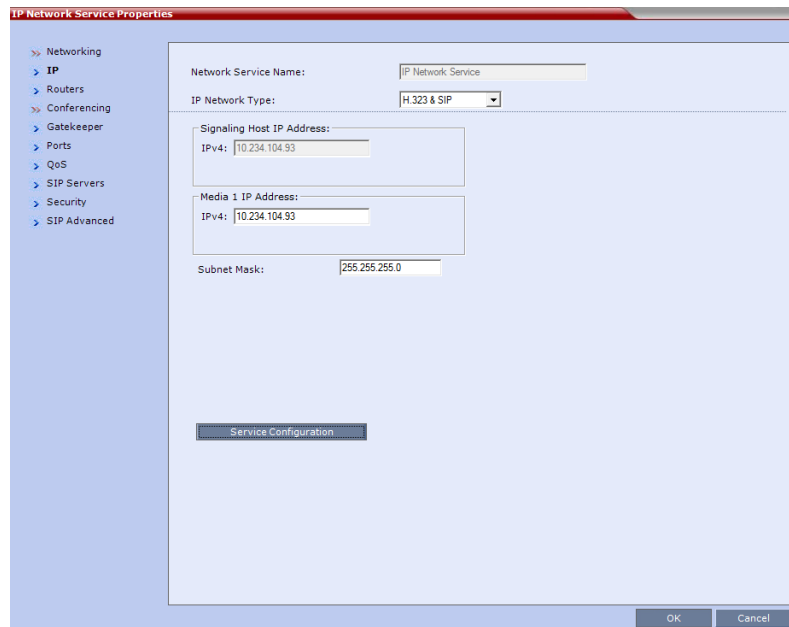 IP Network Service Properties
Networking
IP
Routers
Conferencing
Gatekeeper
Ports
QoS
SIP Servers
Security
SIP Advanced
Network Service Name: IP Network Service
IP Network Type: H.323 & SIP
Signaling Host IP Address:
IPv4: 10.234.104.93
Media 1 IP Address:
IPv4: 10.234.104.93
Subnet Mask: 255.255.255.0
Service Configuration
OK Cancel